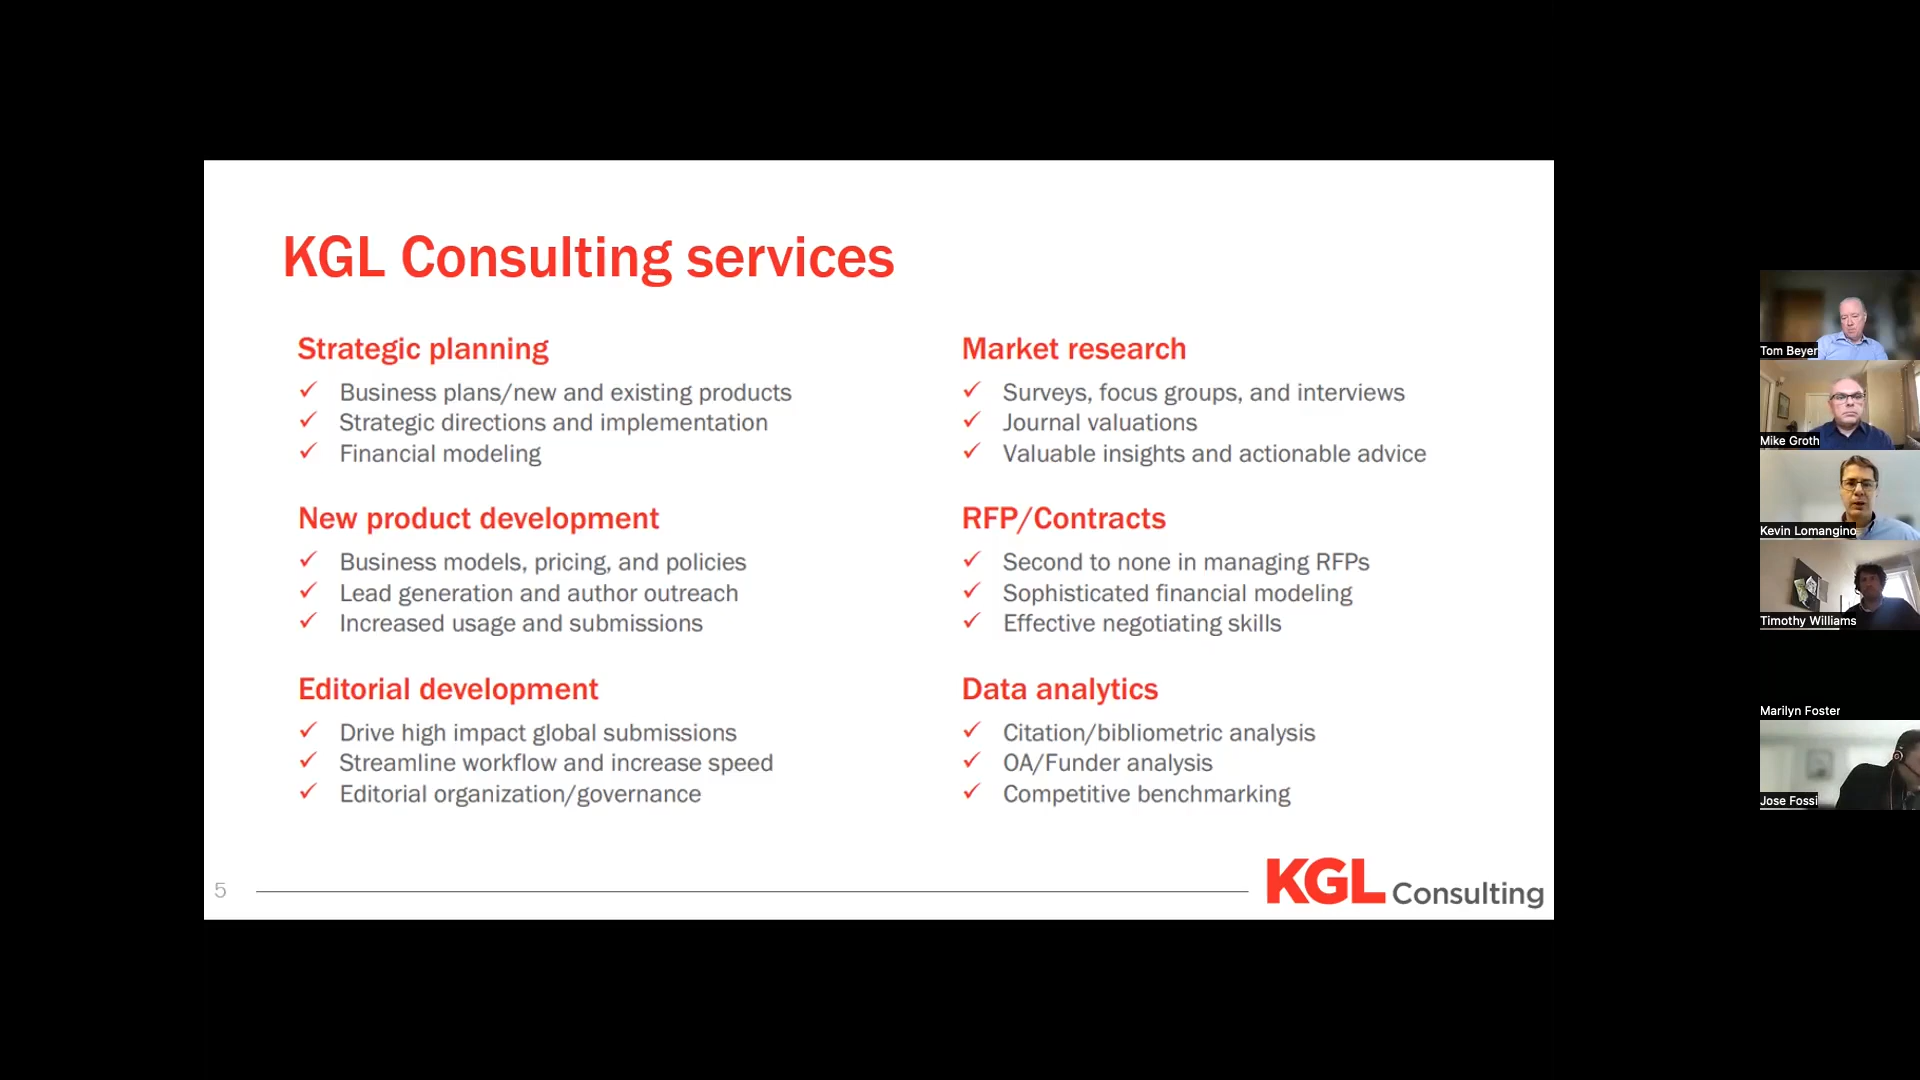 KGL Consulting services
Strategic planning
Business plans/new and existing products
Strategic directions and implementation
Financial modeling
New product development
Business models, pricing, and policies
Lead generation and author outreach
Increased usage and submissions
Editorial development
Drive high impact global submissions
Streamline workflow and increase speed
Editorial organization/governance
Market research
Surveys, focus groups, and interviews
Journal valuations
Valuable insights and actionable advice
RFP/Contracts
Second to none in managing RFPs
Sophisticated financial modeling
Effective negotiating skills
Data analytics
Citation/bibliometric analysis
OA/Funder analysis
Competitive benchmarking
5
KGL Consulting
Tom Beyer
Mike Groth
Kevin Lomangino
Timothy Williams
Marilyn Foster
Jose Fossi